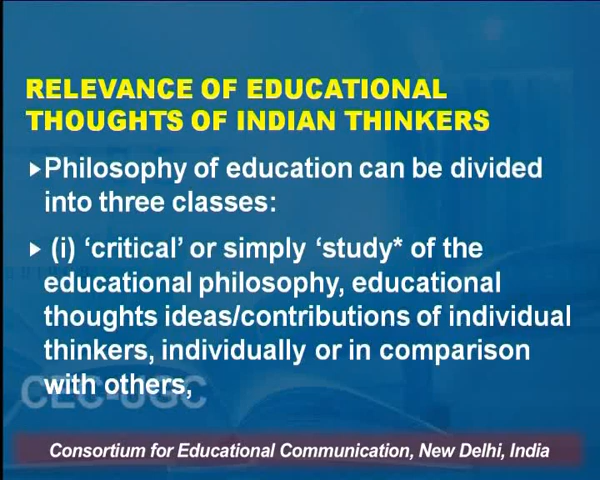 RELEVANCE OF EDUCATIONAL
THOUGHTS OF INDIAN THINKERS
Philosophy of education can be divided
into three classes:
(i) ‘critical’ or simply ‘study* of the
educational philosophy, educational
thoughts ideas/contributions of individual
thinkers, individually or in comparison
with others,
CEC-UGC
Consortium for Educational Communication, New Delhi, India